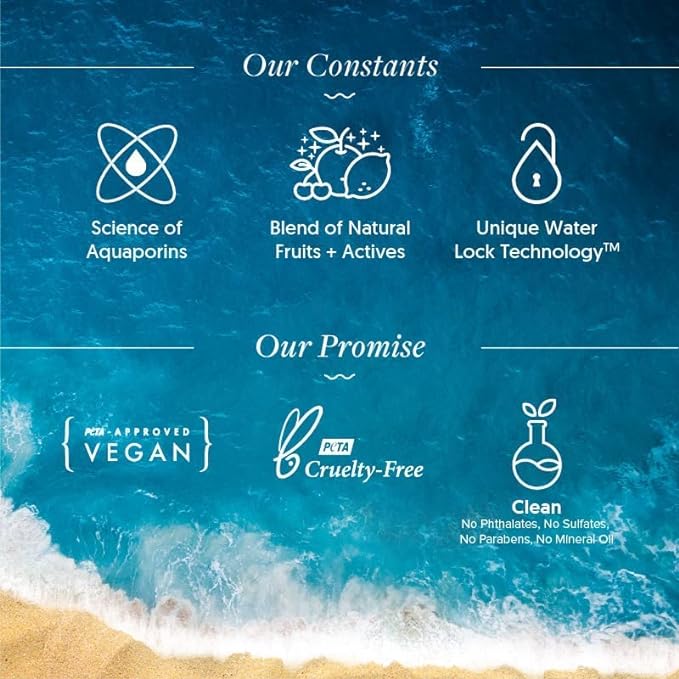 Our Constants
Science of
Aquaporins
Blend of Natural
Fruits + Actives
Unique Water
Lock Technology™
Our Promise
PETA-APPROVED
VEGAN
PETA
Cruelty-Free
Clean
No Phthalates, No Sulfates,
No Parabens, No Mineral Oil